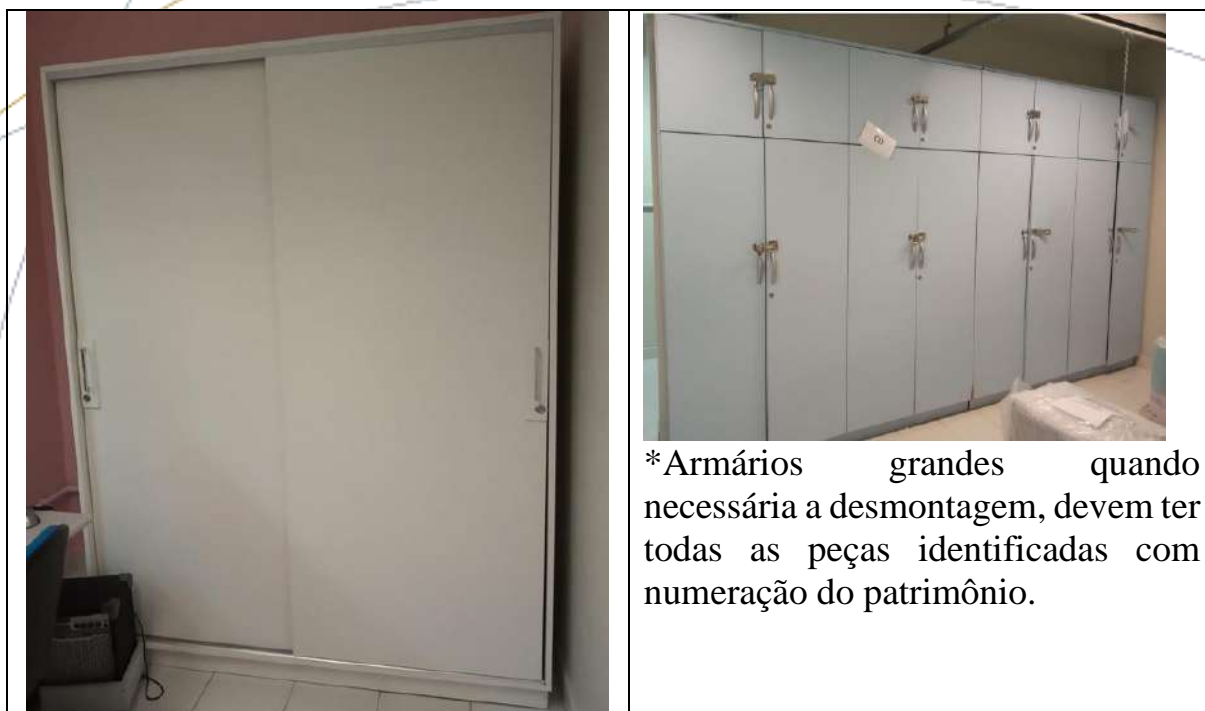 *Armários grandes quando
necessária a desmontagem, devem ter
todas as peças identificadas com
numeração do patrimônio.